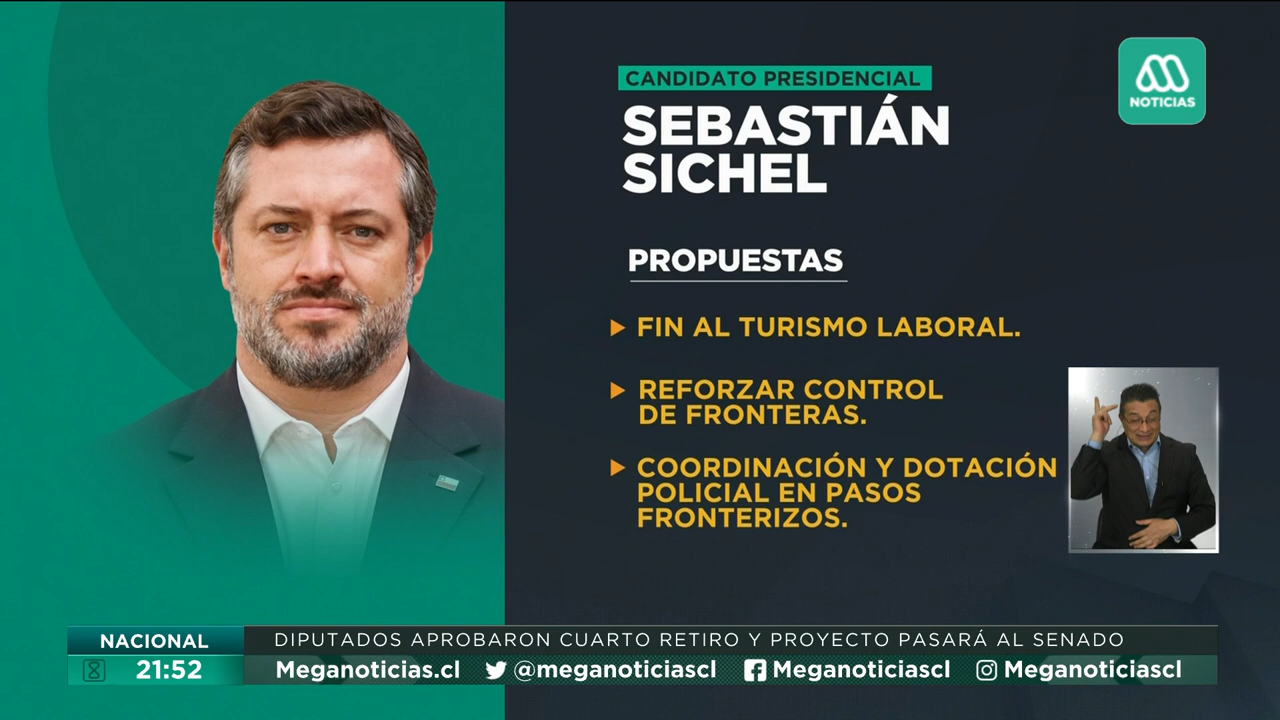 CANDIDATO PRESIDENCIAL
SEBASTIÁN
SICHEL
NOTICIAS
PROPUESTAS
FIN AL TURISMO LABORAL.
REFORZAR CONTROL
DE FRONTERAS.
COORDINACIÓN Y DOTACIÓN
POLICIAL EN PASOS
FRONTERIZOS.
NACIONAL
DIPUTADOS APROBARON CUARTO RETIRO Y PROYECTO PASARÁ AL SENADO
21:52
Meganoticias.cl @meganoticiascl Meganoticiascl Meganoticiascl